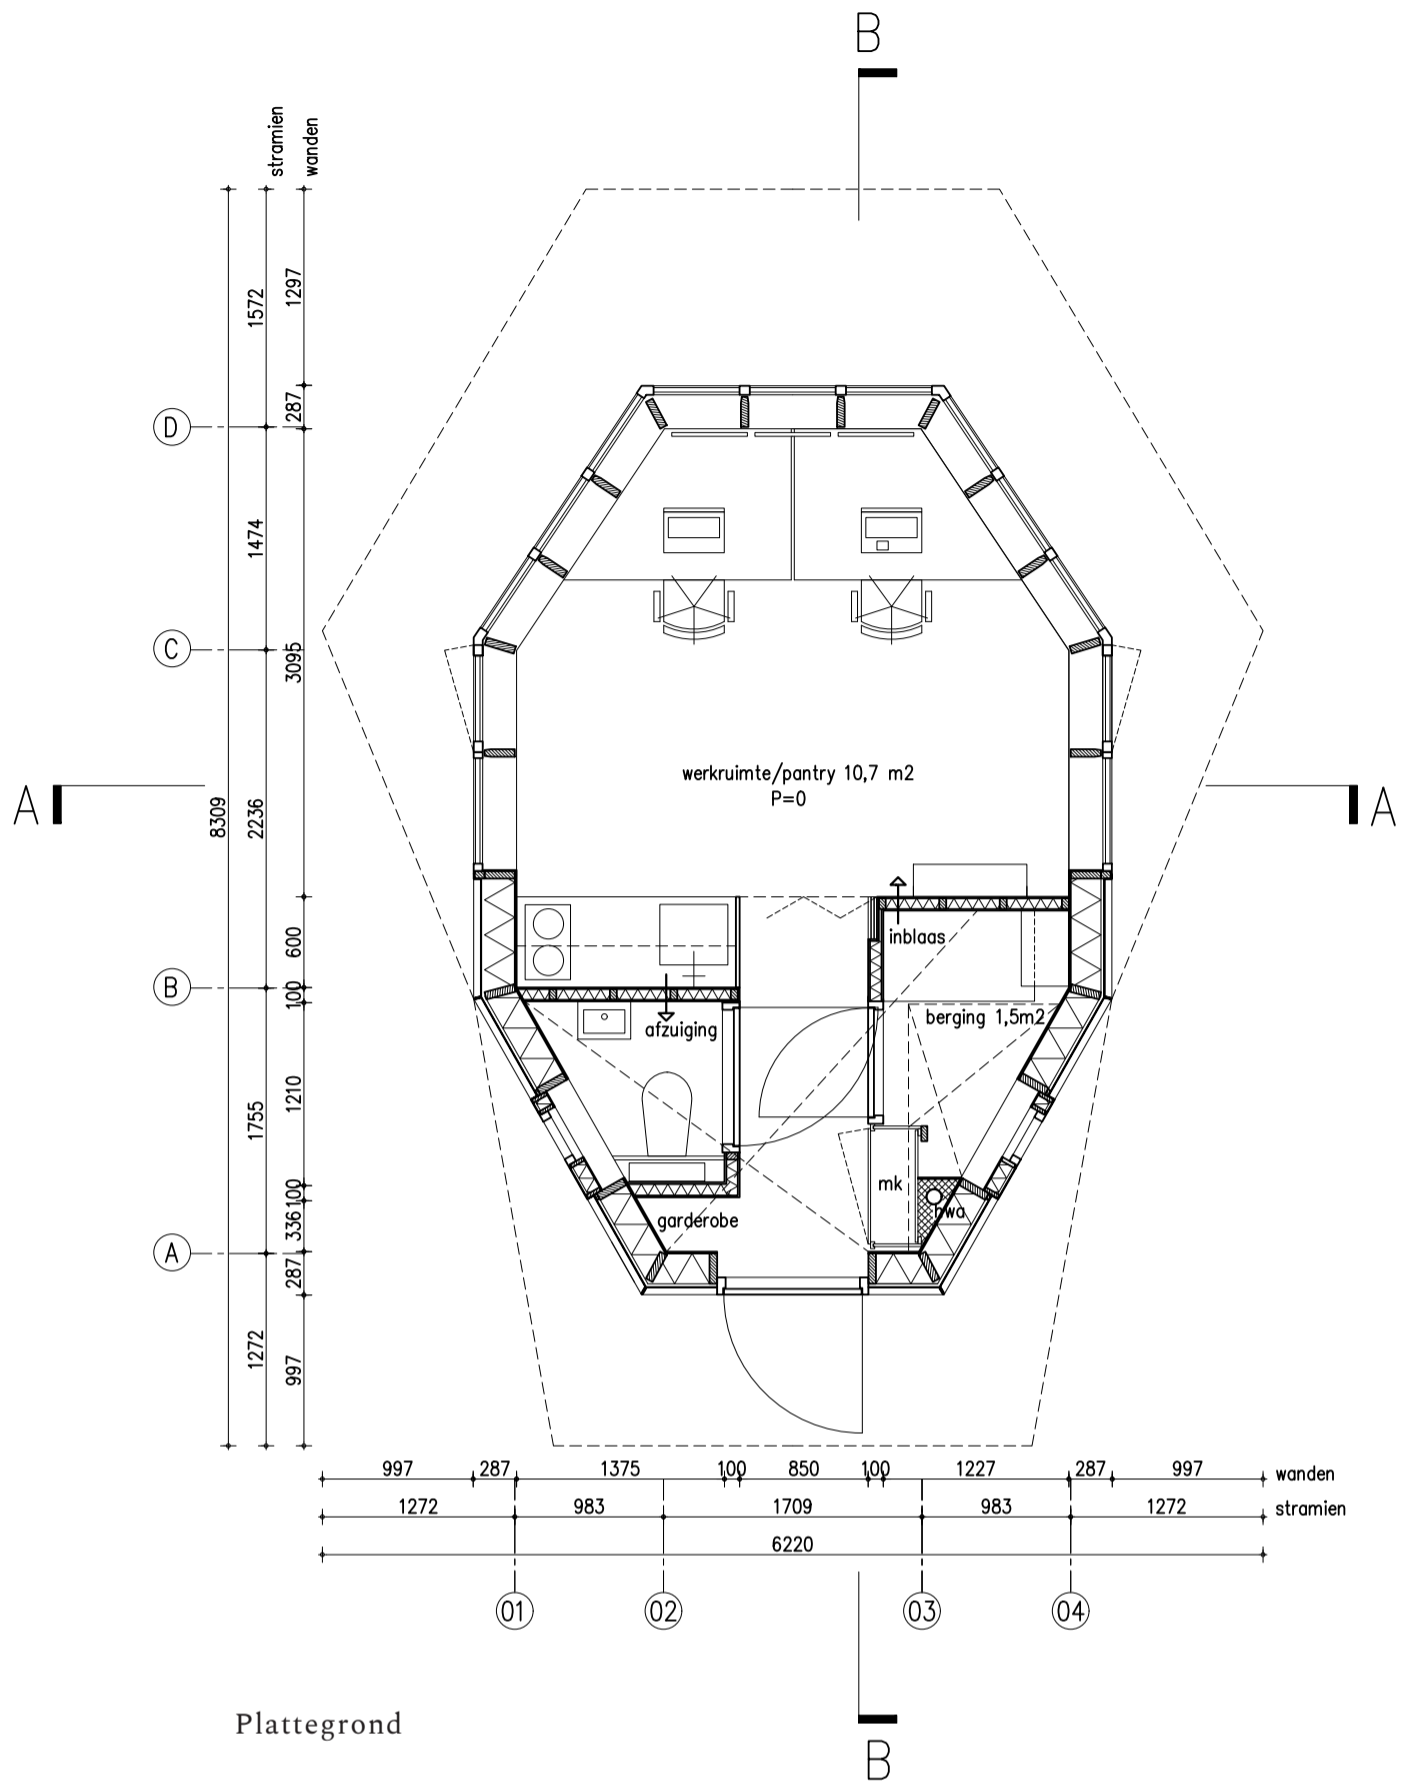 B
stramien
wanden
1297
1572
287
D
1474
C
3095
werkruimte/pantry 10,7 m2
P=0
A
A
8309
2236
600
inblaas
B
100
afzuiging
berging 1,5m2
1210
1755
mk
100
hwa
336
garderobe
A
287
1272
997
997 287 1375 100 850 100 1227 287 997 wanden
1272 983 1709 983 1272 stramien
6220
01 02 03 04
Plattegrond
B